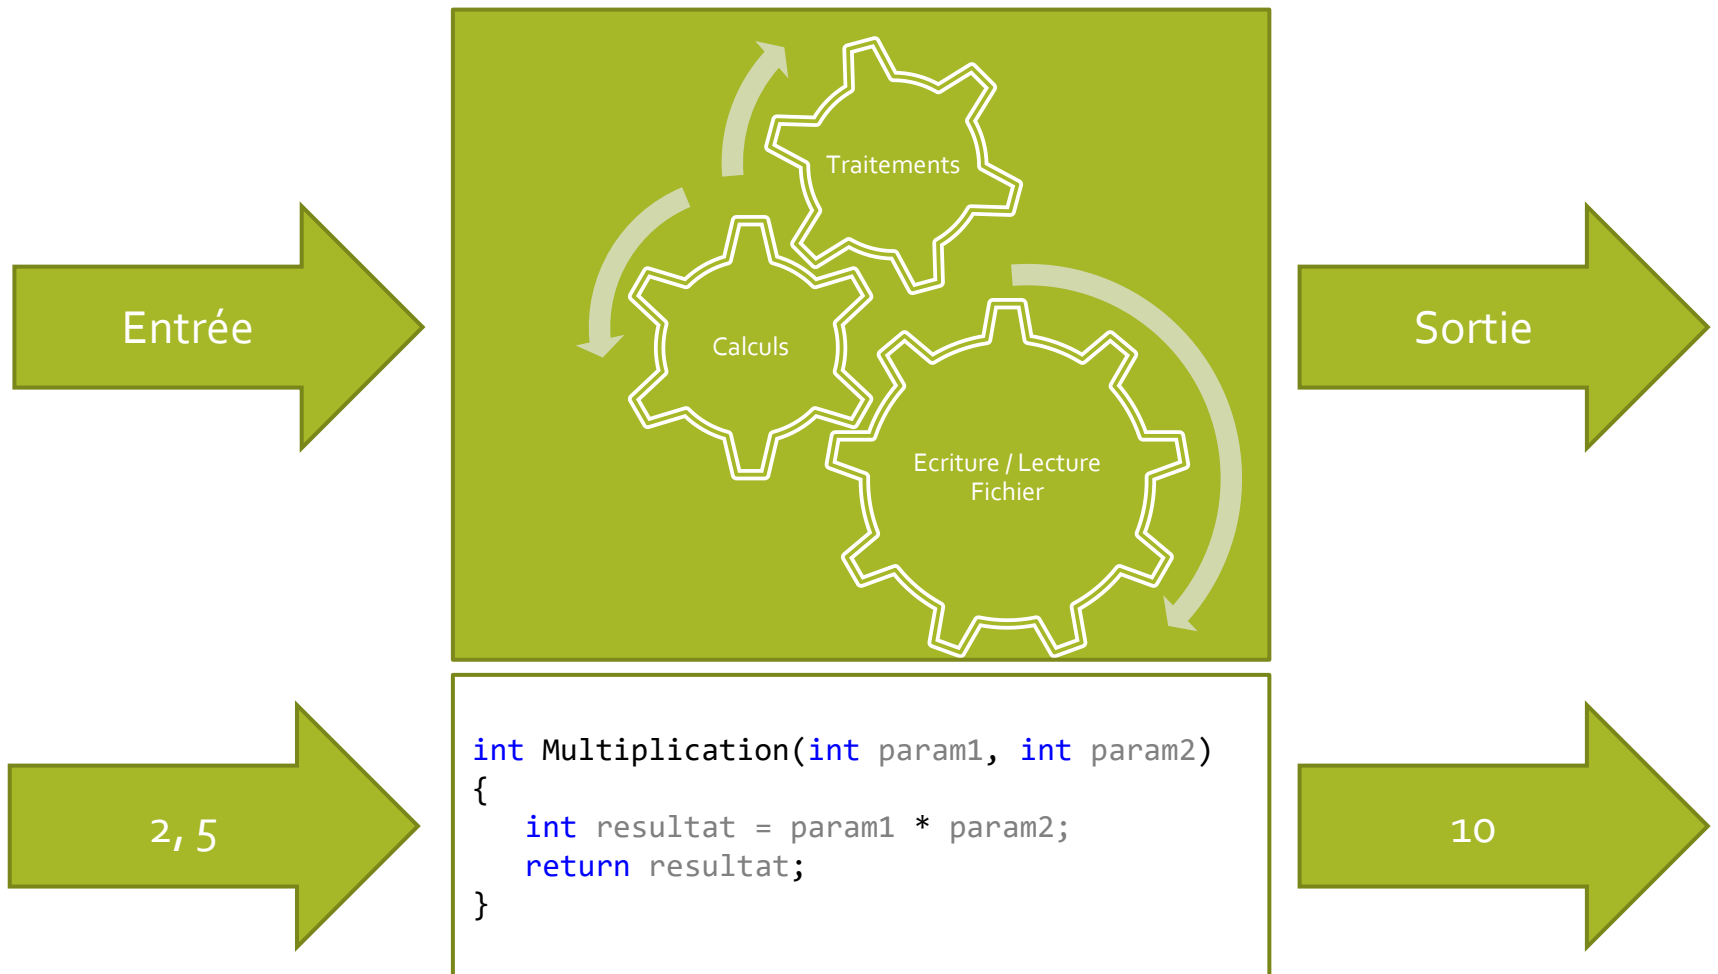 Traitements
Entrée
Calculs
Sortie
Ecriture / Lecture
Fichier
int Multiplication(int param1, int param2)
{
int resultat = param1 * param2;
return resultat;
}
2, 5
10